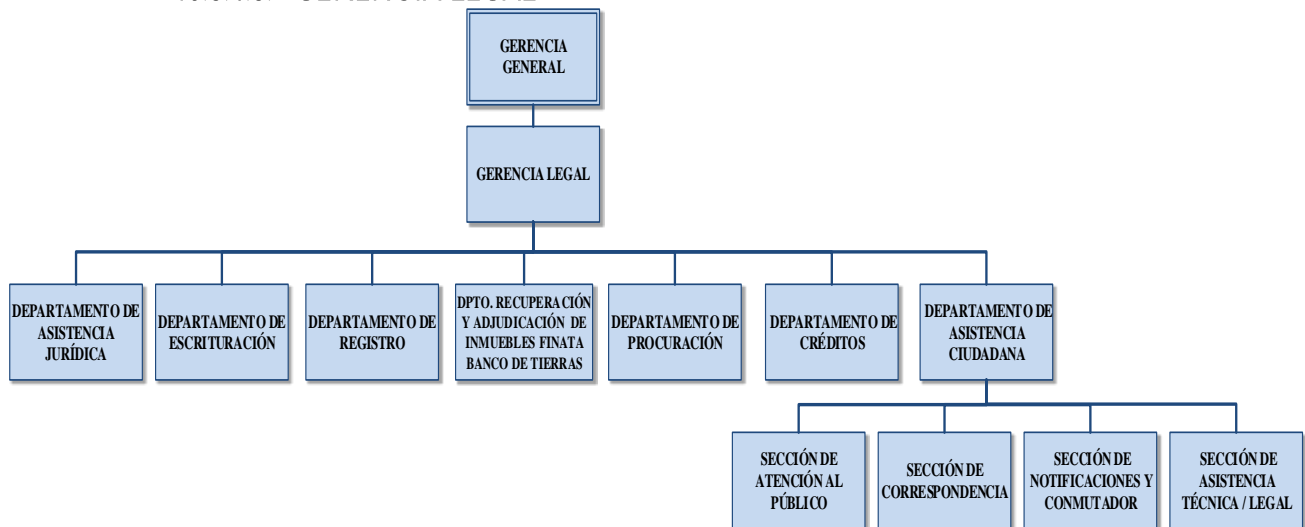 GERENCIA LEGAL
GERENCIA
GENERAL
GERENCIA LEGAL
DEPARTAMENTO DE
ASISTENCIA
JURÍDICA
DEPARTAMENTO DE
ESCRITURACIÓN
DEPARTAMENTO DE
REGISTRO
DPTO. RECUPERACIÓN
Y ADJUDICACIÓN DE
INMUEBLES FINATA
BANCO DE TIERRAS
DEPARTAMENTO DE
PROCURACIÓN
DEPARTAMENTO DE
CRÉDITOS
DEPARTAMENTO DE
ASISTENCIA
CIUDADANA
SECCIÓN DE
ATENCIÓN AL
PÚBLICO
SECCIÓN DE
CORRESPONDENCIA
SECCIÓN DE
NOTIFICACIONES Y
CONMUTADOR
SECCIÓN DE
ASISTENCIA
TÉCNICA / LEGAL